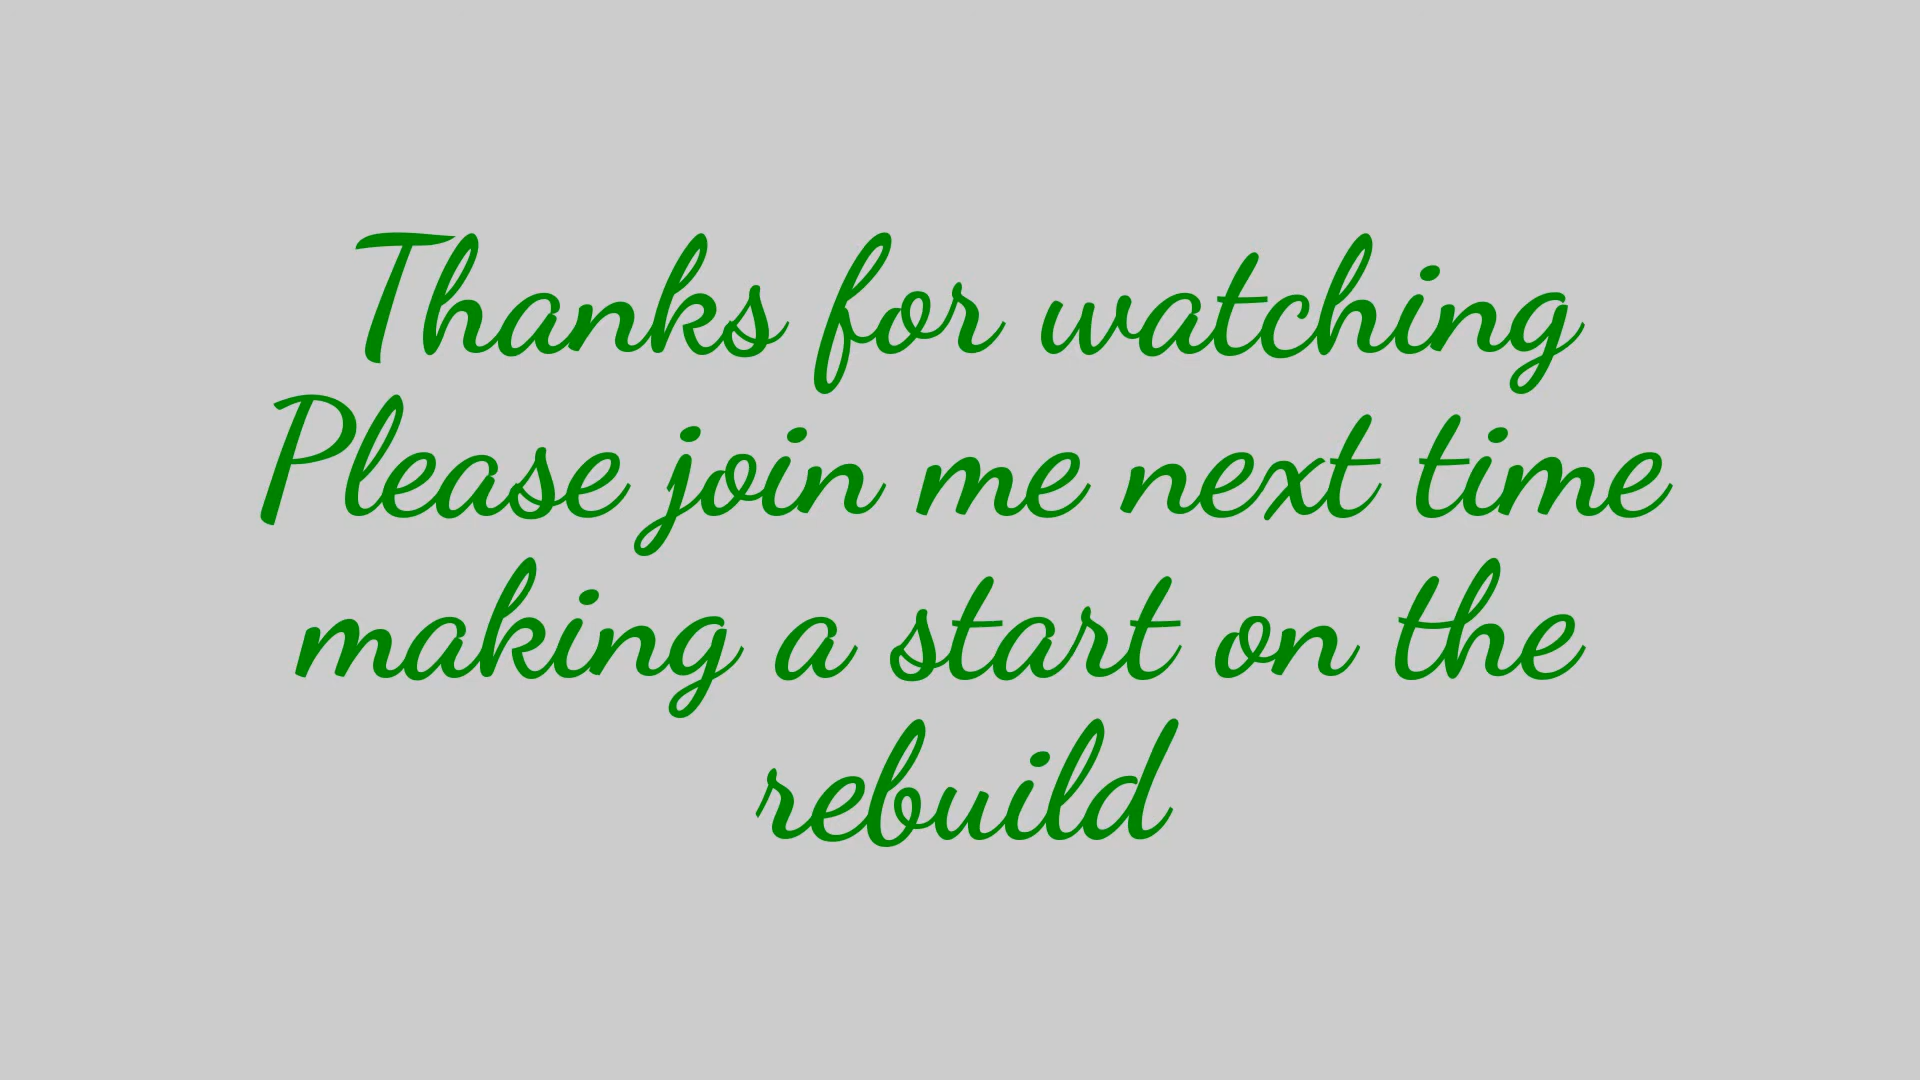 Thanks for watching
Please join me next time
making a start on the
rebuild